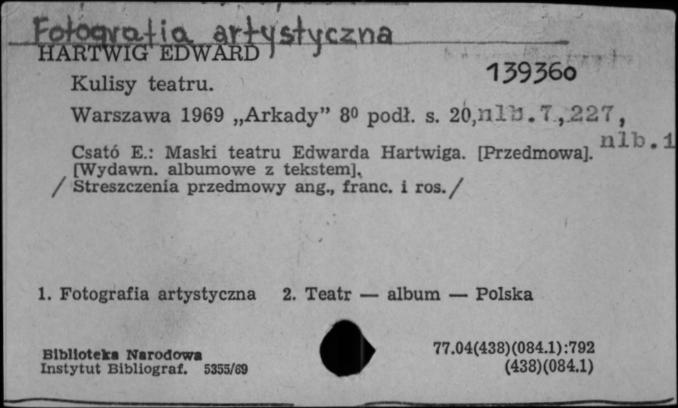 Fotografia artystyczna
HARTWIG EDWARD
139360
Kulisy teatru.
Warszawa 1969 „Arkady” 8⁰ podł. s. 20, nlb. 7, 227,
nlb. 1
Csató E.: Maski teatru Edwarda Hartwiga. [Przedmowa].
[Wydawn. albumowe z tekstem].
/ Streszczenia przedmowy ang., franc. i ros. /
1. Fotografia artystyczna 2. Teatr — album — Polska
Biblioteka Narodowa
Instytut Bibliograf. 5355/69
77.04(438)(084.1):792
(438)(084.1)